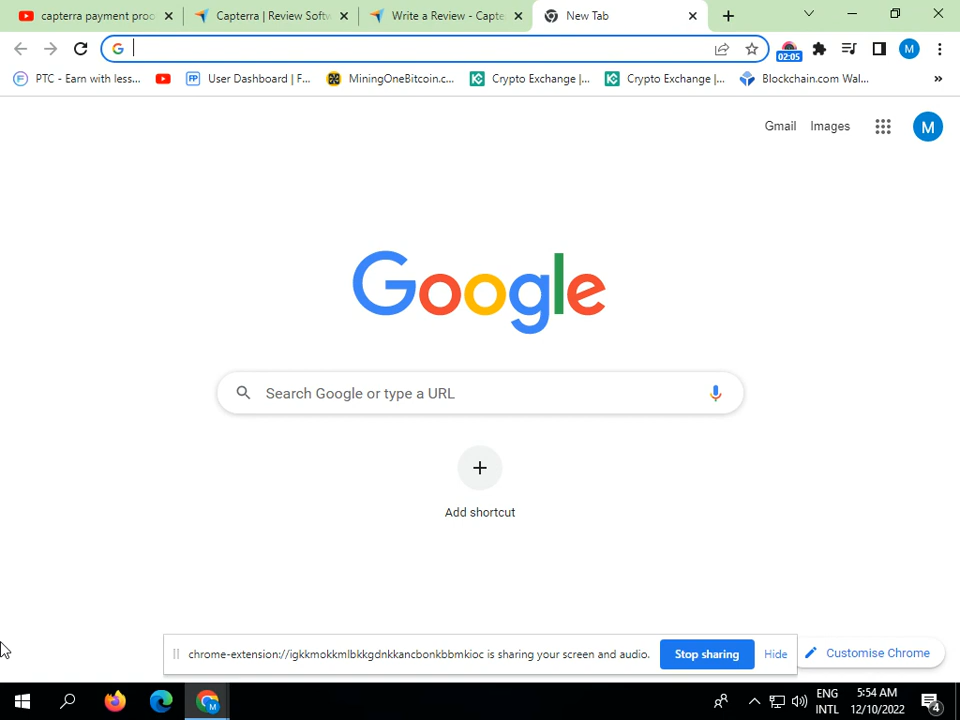 capterra payment proc
Capterra | Review Softw
Write a Review - Capte
New Tab
02:05
M
PTC - Earn with less...
User Dashboard | F...
MiningOneBitcoin.c...
Crypto Exchange |...
Crypto Exchange |...
Blockchain.com Wal...
Gmail
Images
M
Google
Search Google or type a URL
Add shortcut
chrome-extension://igkkmokkmlbkkgdnkkancbonkbbmkioc is sharing your screen and audio.
Stop sharing
Hide
Customise Chrome
ENG
INTL
5:54 AM
12/10/2022
4